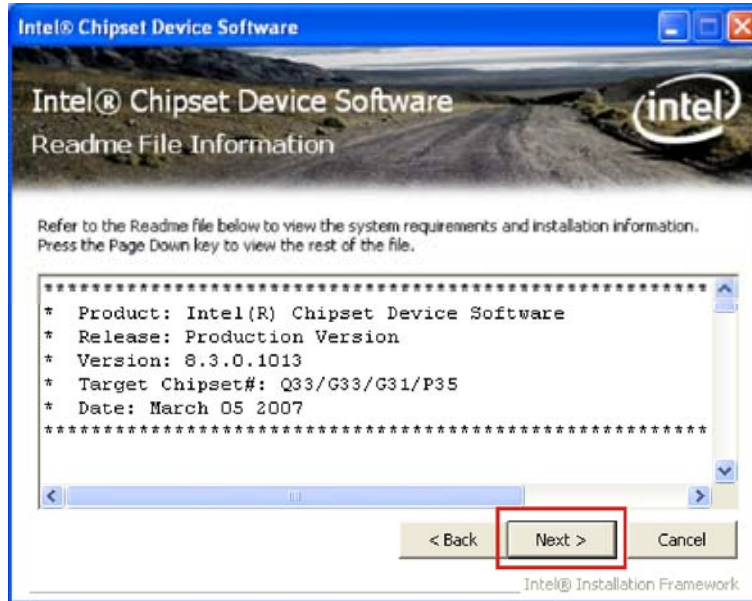 Intel® Chipset Device Software
Intel® Chipset Device Software
intel
Readme File Information
Refer to the Readme file below to view the system requirements and installation information.
Press the Page Down key to view the rest of the file.
********************************************************
* Product: Intel(R) Chipset Device Software
* Release: Production Version
* Version: 8.3.0.1013
* Target Chipset#: Q33/G33/G31/P35
* Date: March 05 2007
********************************************************
< Back
Next >
Cancel
Intel® Installation Framework